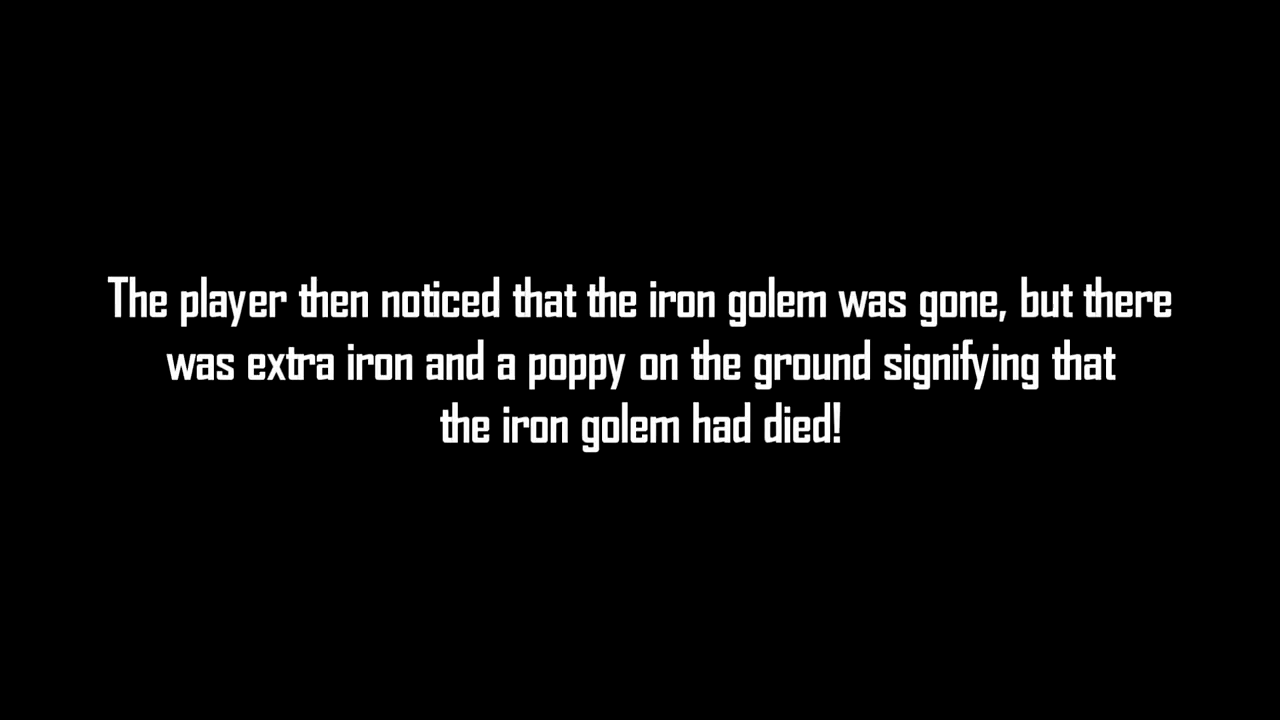 The player then noticed that the iron golem was gone, but there
was extra iron and a poppy on the ground signifying that
the iron golem had died!